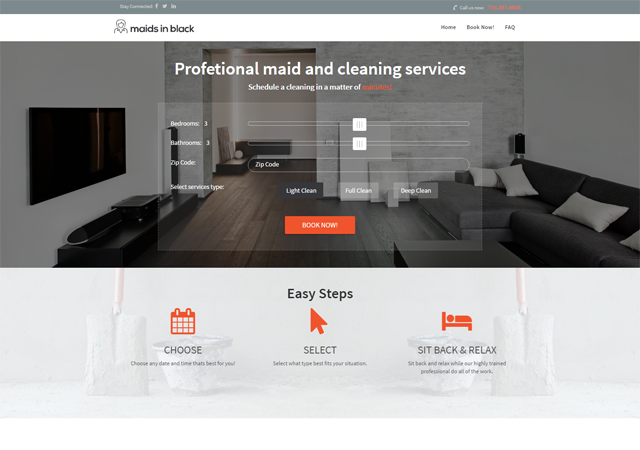 Stay Connected:
Call us now:
maids in black
Home
Book Now!
FAQ
Profetional maid and cleaning services
Schedule a cleaning in a matter of
Bedrooms: 3
Bathrooms: 3
Zip Code:
Zip Code
Select services type:
Light Clean
Full Clean
Deep Clean
BOOK NOW!
Easy Steps
CHOOSE
Choose any date and time thats best for you!
SELECT
Select what type best fits your situation.
SIT BACK & RELAX
Sit back and relax while our highly trained
professional do all of the work.